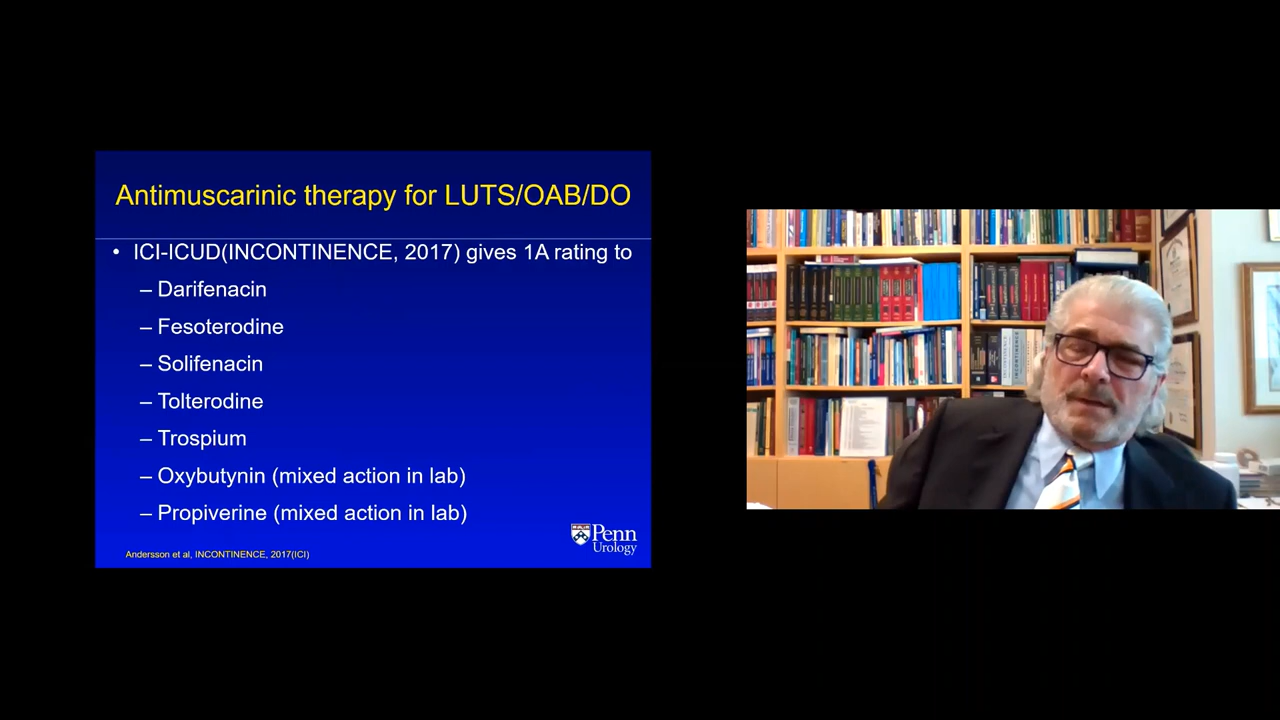 Antimuscarinic therapy for LUTS/OAB/DO
• ICI-ICUD(INCONTINENCE, 2017) gives 1A rating to
– Darifenacin
– Fesoterodine
– Solifenacin
– Tolterodine
– Trospium
– Oxybutynin (mixed action in lab)
– Propiverine (mixed action in lab)
Penn
Urology
Andersson et al, INCONTINENCE, 2017(ICI)
INCONTINENCE